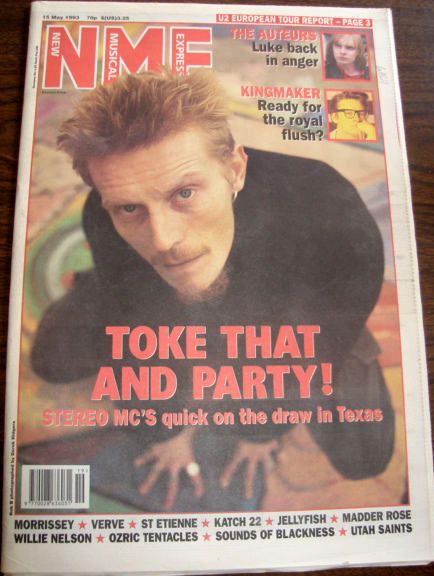 15 May 1993 70p $(US)3.25
U2 EUROPEAN TOUR REPORT – PAGE 3
NME
NEW
MUSICAL
EXPRESS
THE AUTEURS
Luke back
in anger
KINGMAKER
Ready for
the royal
flush?
TOKE THAT
AND PARTY!
STEREO MC'S quick on the draw in Texas
MORRISSEY ★ VERVE ★ ST ETIENNE ★ KATCH 22 ★ JELLYFISH ★ MADDER ROSE
WILLIE NELSON ★ OZRIC TENTACLES ★ SOUNDS OF BLACKNESS ★ UTAH SAINTS